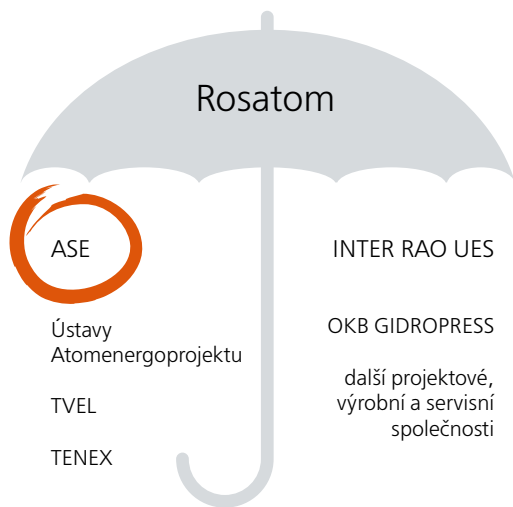 Rosatom
ASE
Ústavy
Atomenergoprojektu
TVEL
TENEX
INTER RAO UES
OKB GIDROPRESS
další projektové,
výrobní a servisní
společnosti